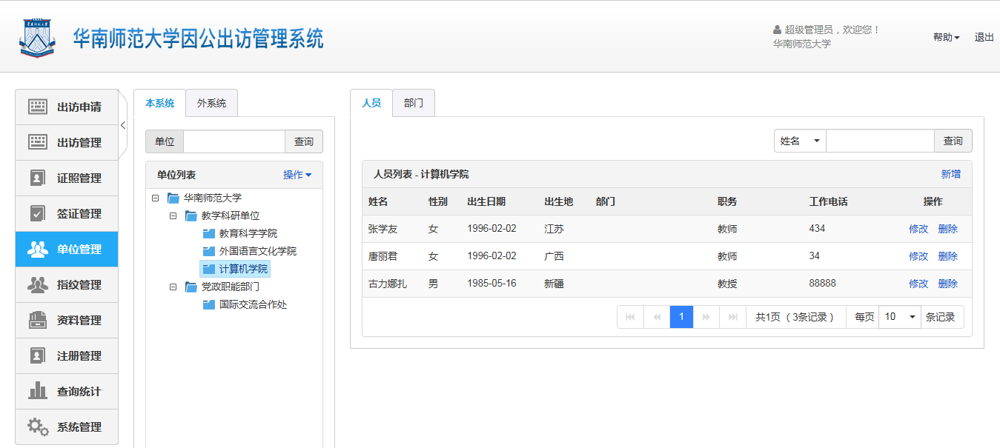 华南师范大学因公出访管理系统
超级管理员，欢迎您！
华南师范大学
帮助 退出
出访申请
出访管理
证照管理
签证管理
单位管理
指纹管理
资料管理
注册管理
查询统计
系统管理
本系统 外系统
单位 查询
单位列表 操作
华南师范大学
教学科研单位
教育科学学院
外国语言文化学院
计算机学院
党政职能部门
国际交流合作处
人员 部门
姓名 查询
人员列表 - 计算机学院 新增
姓名 性别 出生日期 出生地 部门 职务 工作电话 操作
张学友 女 1996-02-02 江苏 教师 434 修改 删除
唐丽君 女 1996-02-02 广西 教师 34 修改 删除
古力娜扎 男 1985-05-16 新疆 教授 88888 修改 删除
1 共1页 （ 3条记录 ） 每页 10 条记录